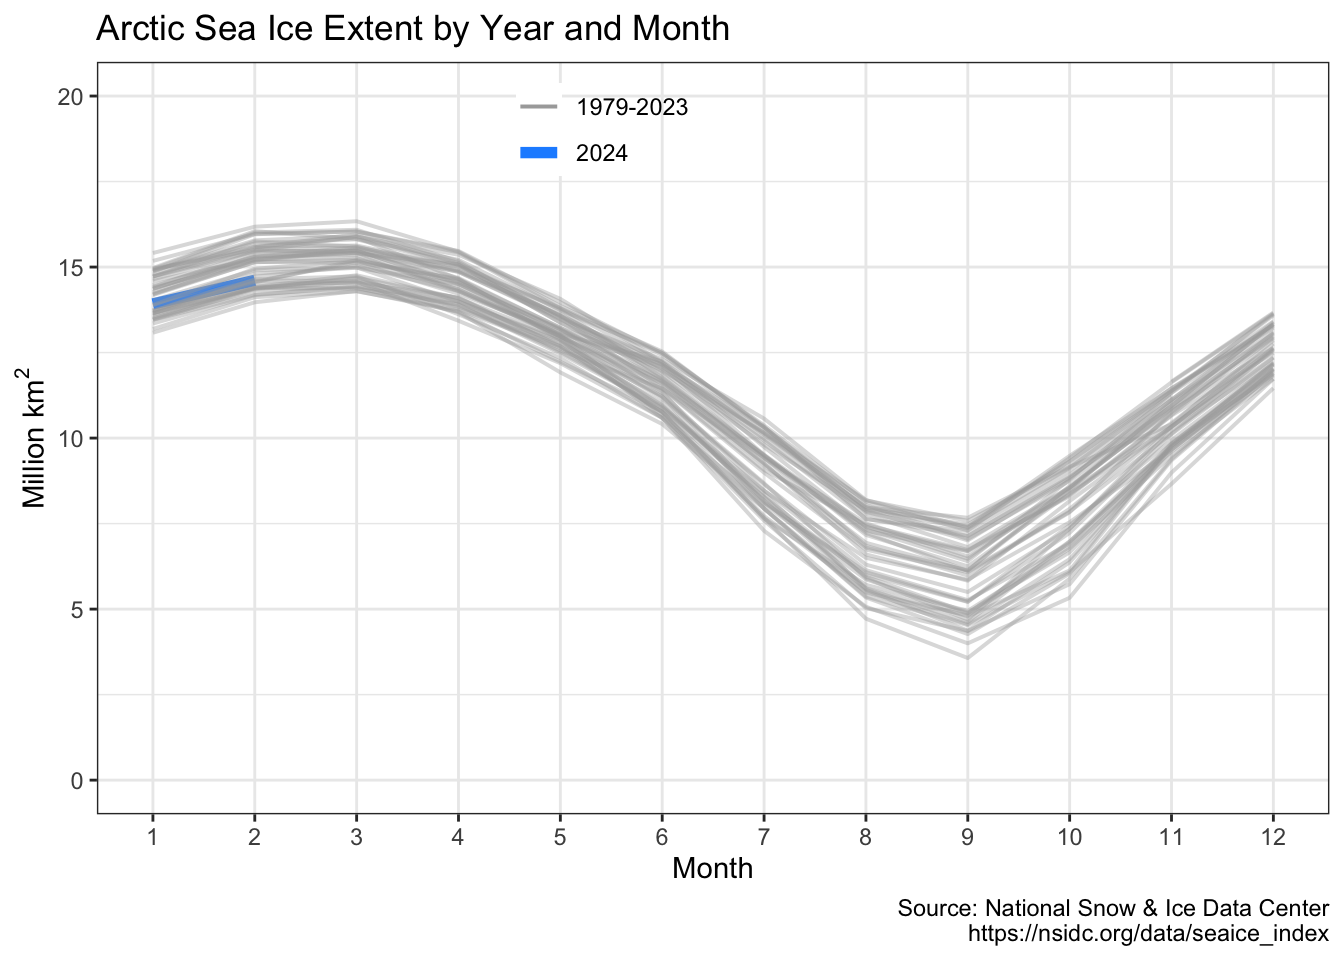 Arctic Sea Ice Extent by Year and Month
1979-2023
2024
20
15
10
5
0
Million km²
1 2 3 4 5 6 7 8 9 10 11 12
Month
Source: National Snow & Ice Data Center
https://nsidc.org/data/seaice_index